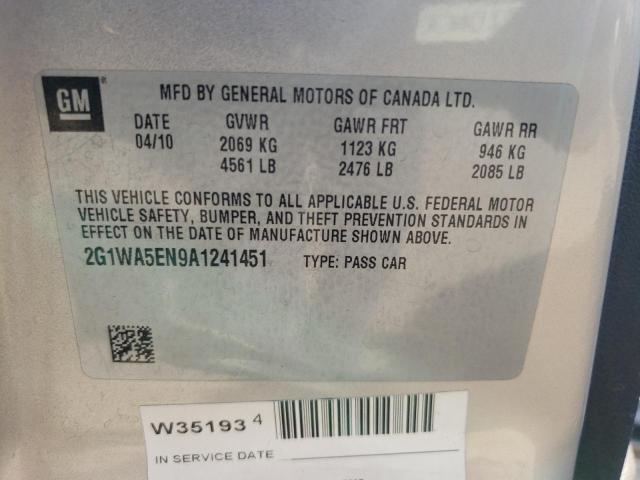 GM
MFD BY GENERAL MOTORS OF CANADA LTD.
DATE GVWR GAWR FRT GAWR RR
04/10 2069 KG 1123 KG 946 KG
4561 LB 2476 LB 2085 LB
THIS VEHICLE CONFORMS TO ALL APPLICABLE U.S. FEDERAL MOTOR
VEHICLE SAFETY, BUMPER, AND THEFT PREVENTION STANDARDS IN
EFFECT ON THE DATE OF MANUFACTURE SHOWN ABOVE.
2G1WA5EN9A1241451 TYPE: PASS CAR
W35193 4
IN SERVICE DATE